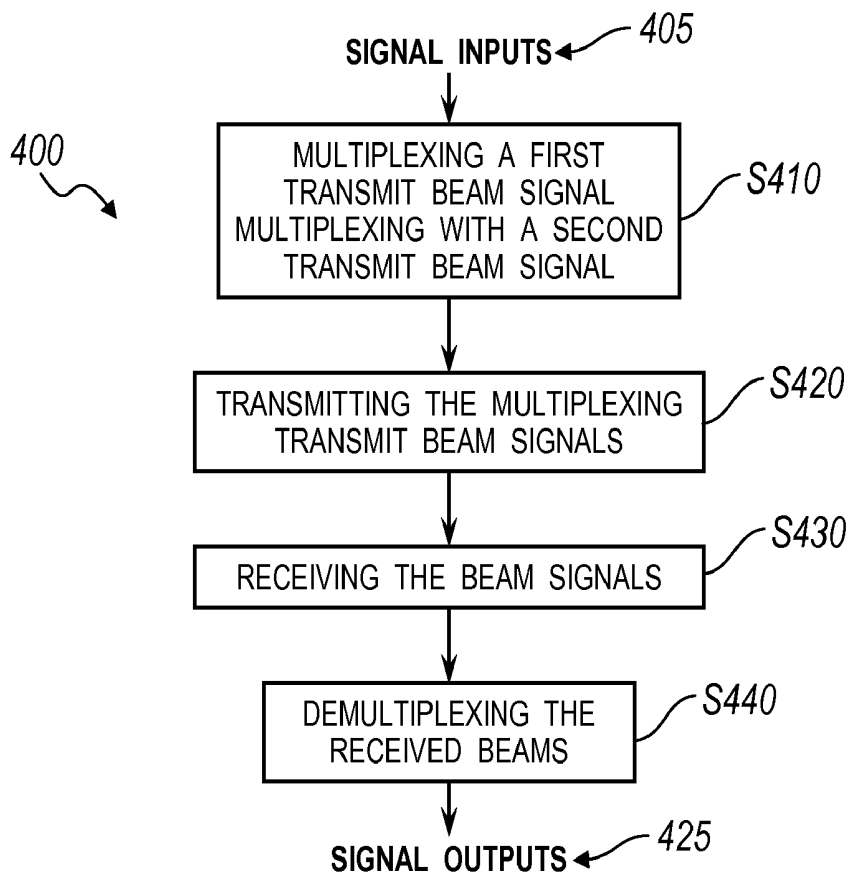 SIGNAL INPUTS 405
400
MULTIPLEXING A FIRST
TRANSMIT BEAM SIGNAL
MULTIPLEXING WITH A SECOND
TRANSMIT BEAM SIGNAL
S410
TRANSMITTING THE MULTIPLEXING
TRANSMIT BEAM SIGNALS
S420
RECEIVING THE BEAM SIGNALS
S430
DEMULTIPLEXING THE
RECEIVED BEAMS
S440
SIGNAL OUTPUTS 425